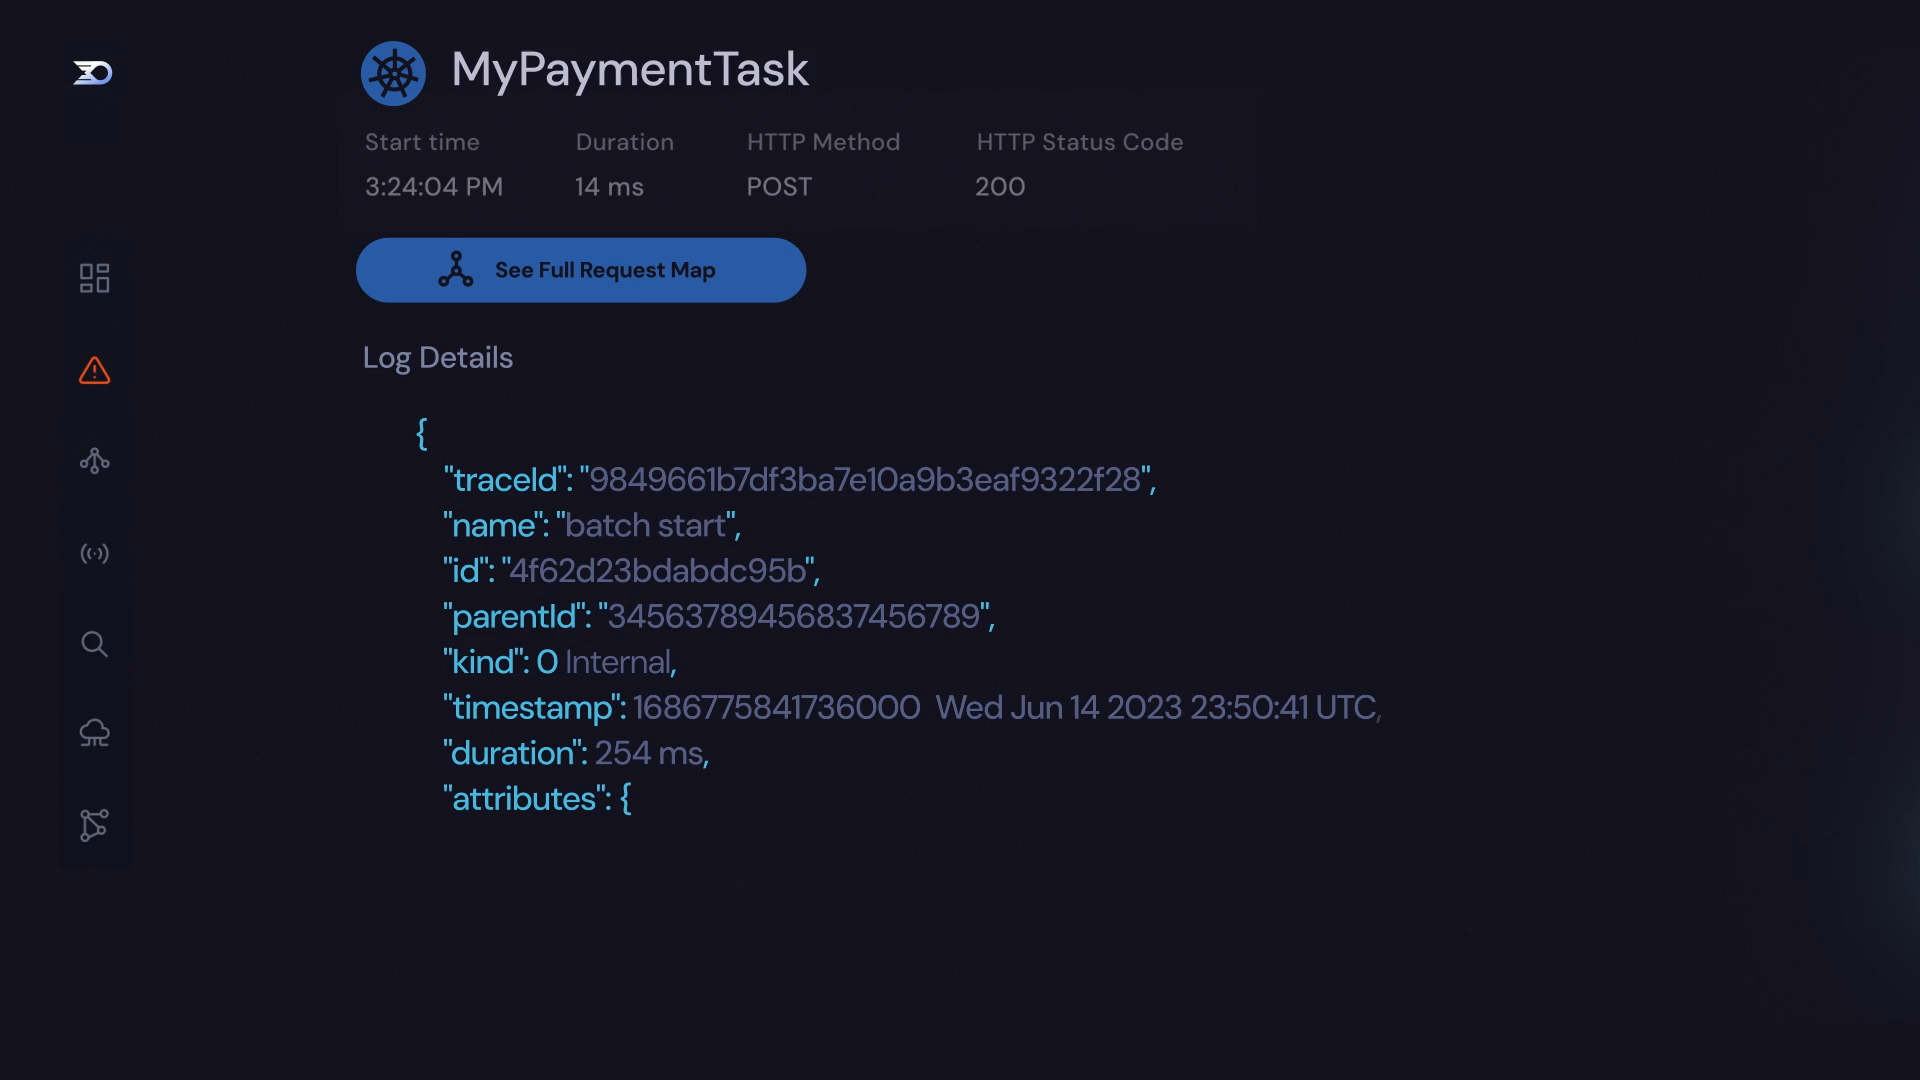 MyPaymentTask
Start time Duration HTTP Method HTTP Status Code
3:24:04 PM 14 ms POST 200
See Full Request Map
Log Details
{
"traceId": "9849661b7df3ba7e10a9b3eaf9322f28",
"name": "batch start",
"id": "4f62d23bdabdc95b",
"parentId": "34563789456837456789",
"kind": 0 Internal,
"timestamp": 1686775841736000 Wed Jun 14 2023 23:50:41 UTC,
"duration": 254 ms,
"attributes": {